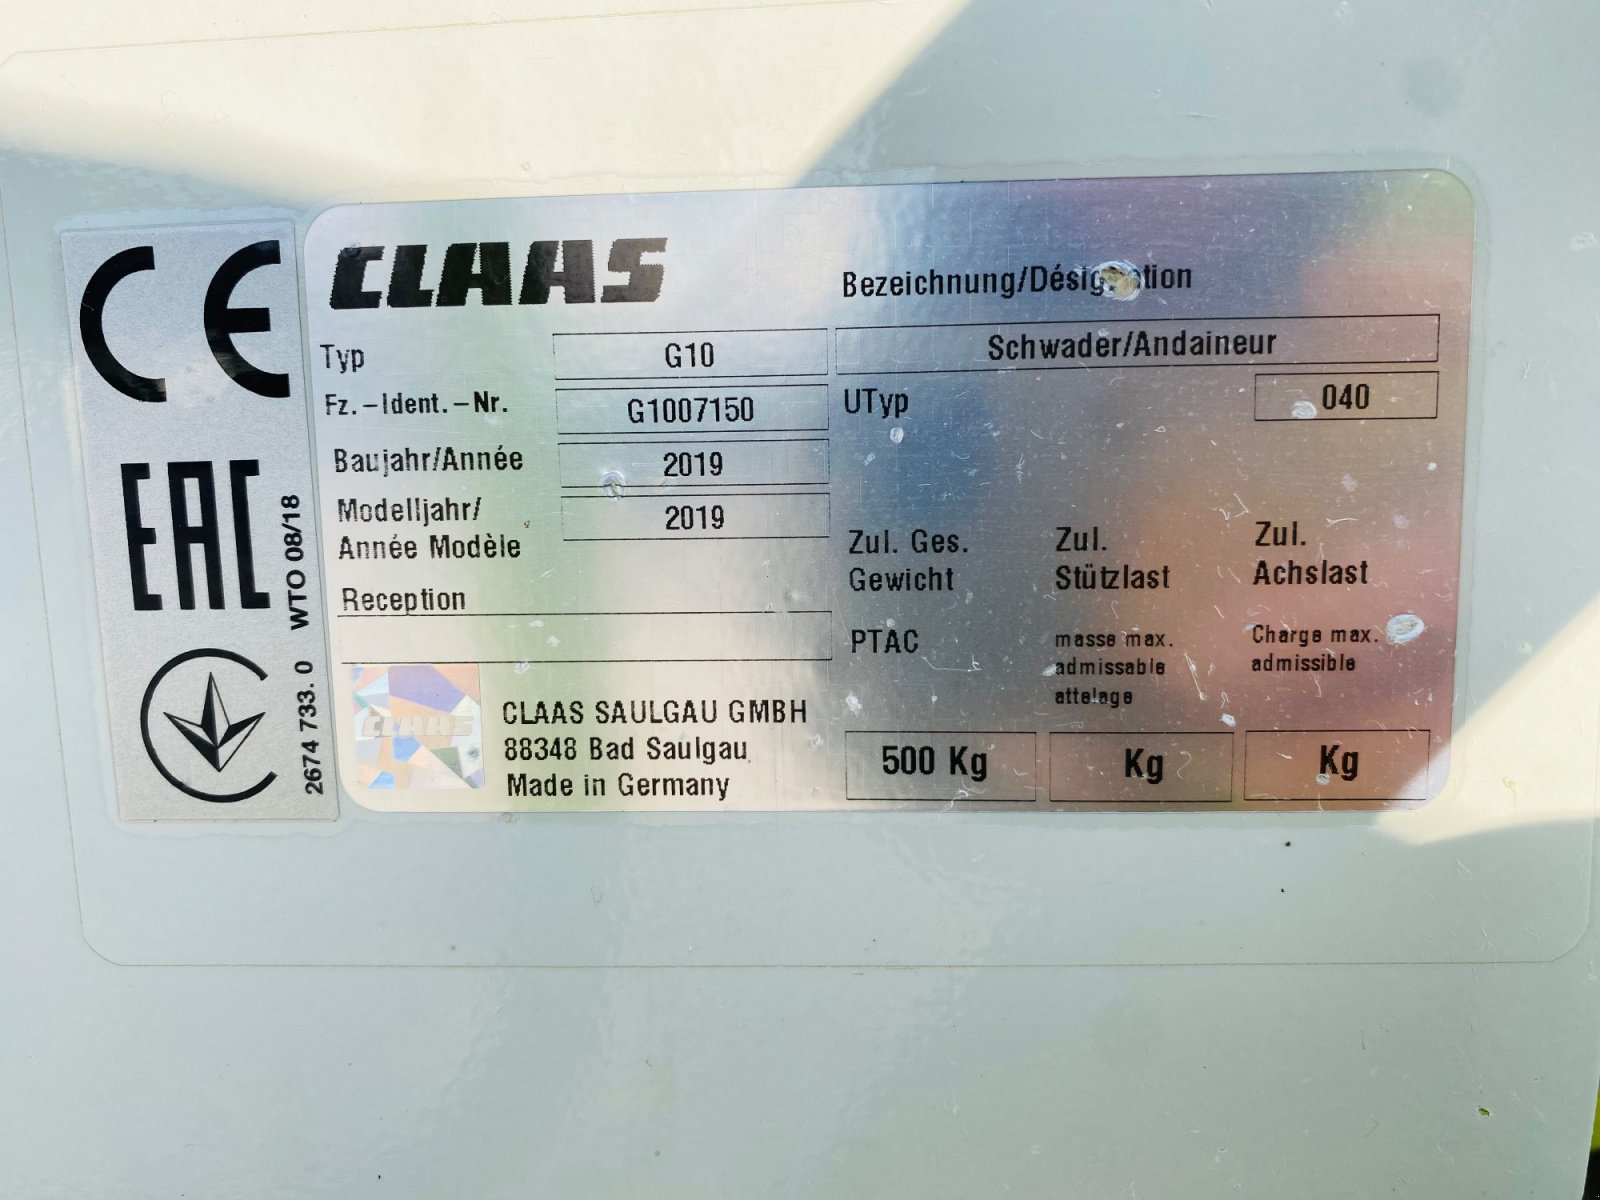 CE
EAC
WTO 08/18
2674 733. 0
CLAAS
Bezeichnung/Désignation
Typ G10 Schwader/Andaineur
Fz.-Ident.-Nr. G1007150 UTyp 040
Baujahr/Année 2019
Modelljahr/ 2019
Année Modèle
Reception
Zul. Ges. Zul. Zul.
Gewicht Stützlast Achslast
PTAC masse max. Charge max.
admissable admissible
attelage
CLAAS
CLAAS SAULGAU GMBH
88348 Bad Saulgau
Made in Germany
500 Kg Kg Kg